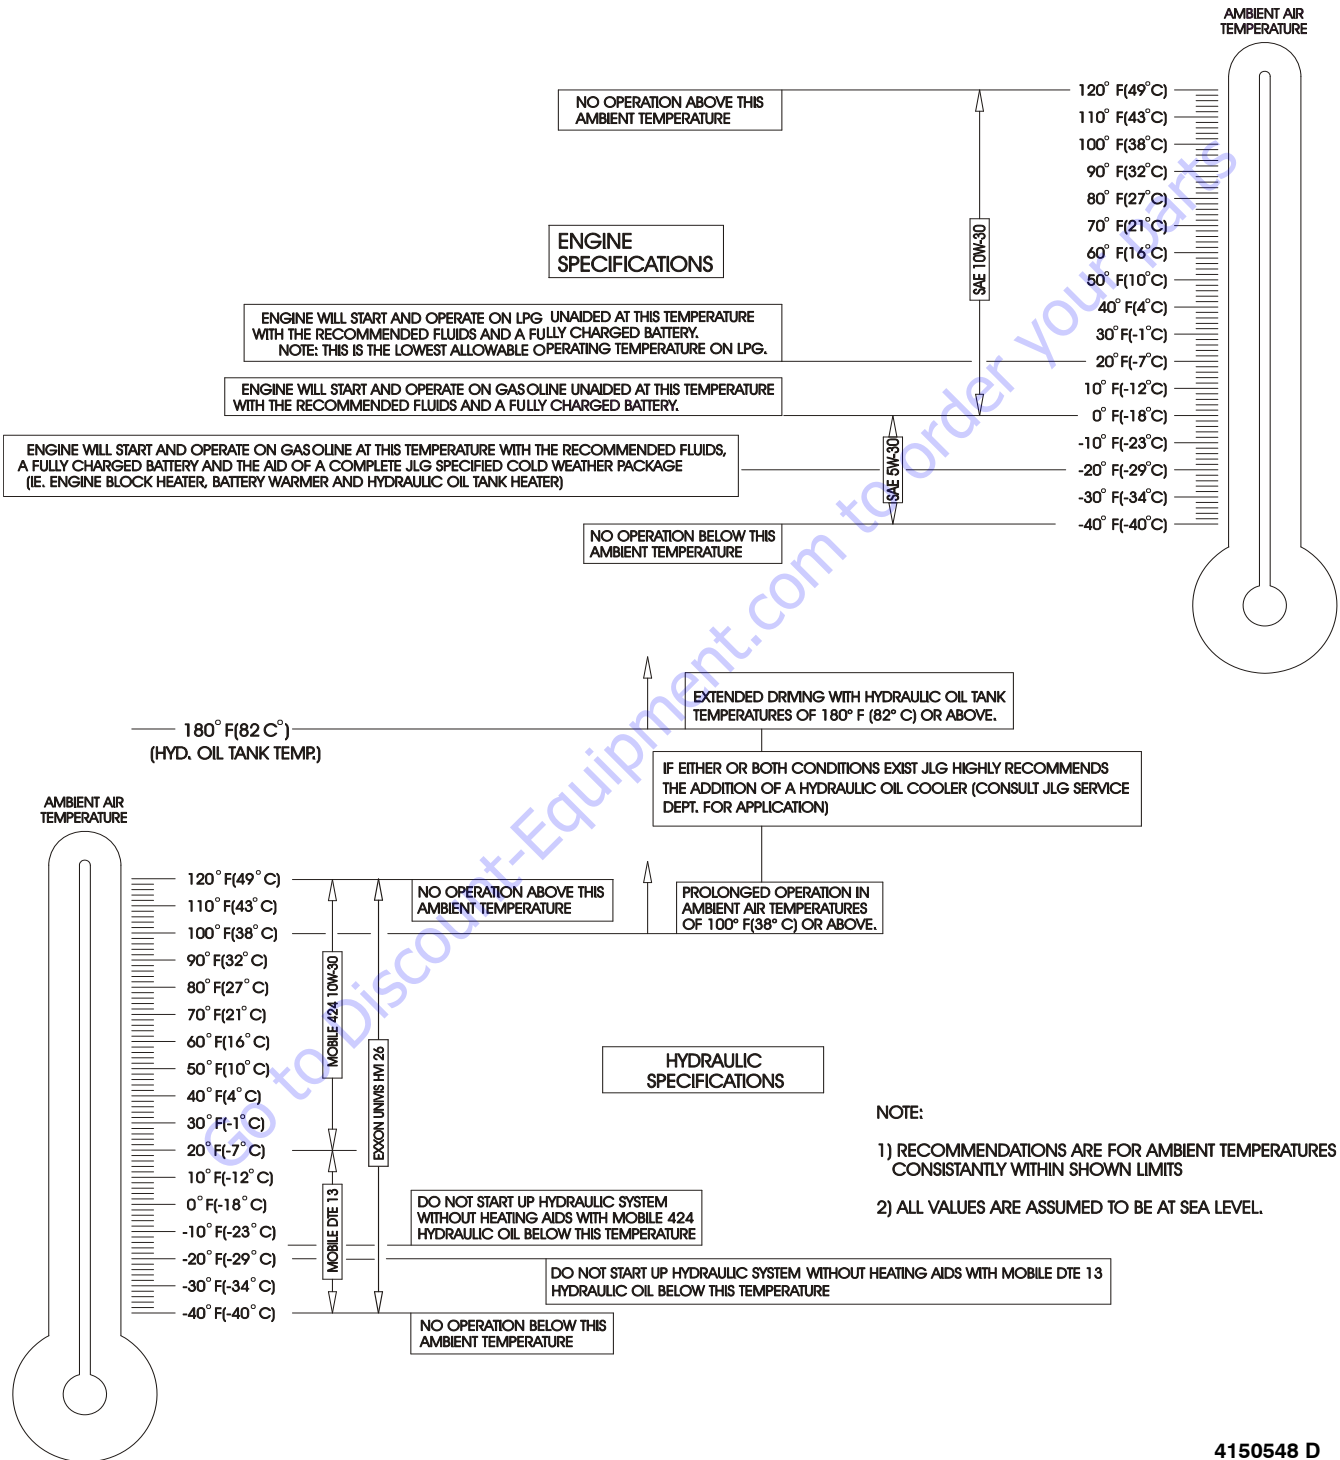 AMBIENT AIR
TEMPERATURE
120° F(49°C)
110° F(43°C)
100° F(38°C)
90° F(32°C)
80° F(27°C)
70° F(21°C)
60° F(16°C)
50° F(10°C)
40° F(4°C)
30° F(-1°C)
20° F(-7°C)
10° F(-12°C)
0° F(-18°C)
-10° F(-23°C)
-20° F(-29°C)
-30° F(-34°C)
-40° F(-40°C)
NO OPERATION ABOVE THIS
AMBIENT TEMPERATURE
SAE 10W-30
ENGINE
SPECIFICATIONS
ENGINE WILL START AND OPERATE ON LPG UNAIDED AT THIS TEMPERATURE
WITH THE RECOMMENDED FLUIDS AND A FULLY CHARGED BATTERY.
NOTE: THIS IS THE LOWEST ALLOWABLE OPERATING TEMPERATURE ON LPG.
ENGINE WILL START AND OPERATE ON GASOLINE UNAIDED AT THIS TEMPERATURE
WITH THE RECOMMENDED FLUIDS AND A FULLY CHARGED BATTERY.
SAE 5W-30
ENGINE WILL START AND OPERATE ON GASOLINE AT THIS TEMPERATURE WITH THE RECOMMENDED FLUIDS,
A FULLY CHARGED BATTERY AND THE AID OF A COMPLETE JLG SPECIFIED COLD WEATHER PACKAGE
(IE. ENGINE BLOCK HEATER, BATTERY WARMER AND HYDRAULIC OIL TANK HEATER)
NO OPERATION BELOW THIS
AMBIENT TEMPERATURE
EXTENDED DRIVING WITH HYDRAULIC OIL TANK
TEMPERATURES OF 180° F (82° C) OR ABOVE.
180° F(82 C°)
(HYD. OIL TANK TEMP.)
IF EITHER OR BOTH CONDITIONS EXIST JLG HIGHLY RECOMMENDS
THE ADDITION OF A HYDRAULIC OIL COOLER (CONSULT JLG SERVICE
DEPT. FOR APPLICATION)
AMBIENT AIR
TEMPERATURE
120° F(49° C)
110° F(43° C)
100° F(38° C)
90° F(32° C)
80° F(27° C)
70° F(21° C)
60° F(16° C)
50° F(10° C)
40° F(4° C)
30° F(-1° C)
20° F(-7° C)
10° F(-12° C)
0° F(-18° C)
-10° F(-23° C)
-20° F(-29° C)
-30° F(-34° C)
-40° F(-40° C)
NO OPERATION ABOVE THIS
AMBIENT TEMPERATURE
PROLONGED OPERATION IN
AMBIENT AIR TEMPERATURES
OF 100° F(38° C) OR ABOVE.
MOBILE 424 10W-30
EXXON UNIVIS HVI 26
MOBILE DTE 13
HYDRAULIC
SPECIFICATIONS
NOTE:
1) RECOMMENDATIONS ARE FOR AMBIENT TEMPERATURES
CONSISTANTLY WITHIN SHOWN LIMITS
2) ALL VALUES ARE ASSUMED TO BE AT SEA LEVEL.
DO NOT START UP HYDRAULIC SYSTEM
WITHOUT HEATING AIDS WITH MOBILE 424
HYDRAULIC OIL BELOW THIS TEMPERATURE
DO NOT START UP HYDRAULIC SYSTEM WITHOUT HEATING AIDS WITH MOBILE DTE 13
HYDRAULIC OIL BELOW THIS TEMPERATURE
NO OPERATION BELOW THIS
AMBIENT TEMPERATURE
4150548 D
Go to Discount-Equipment.com to order your parts